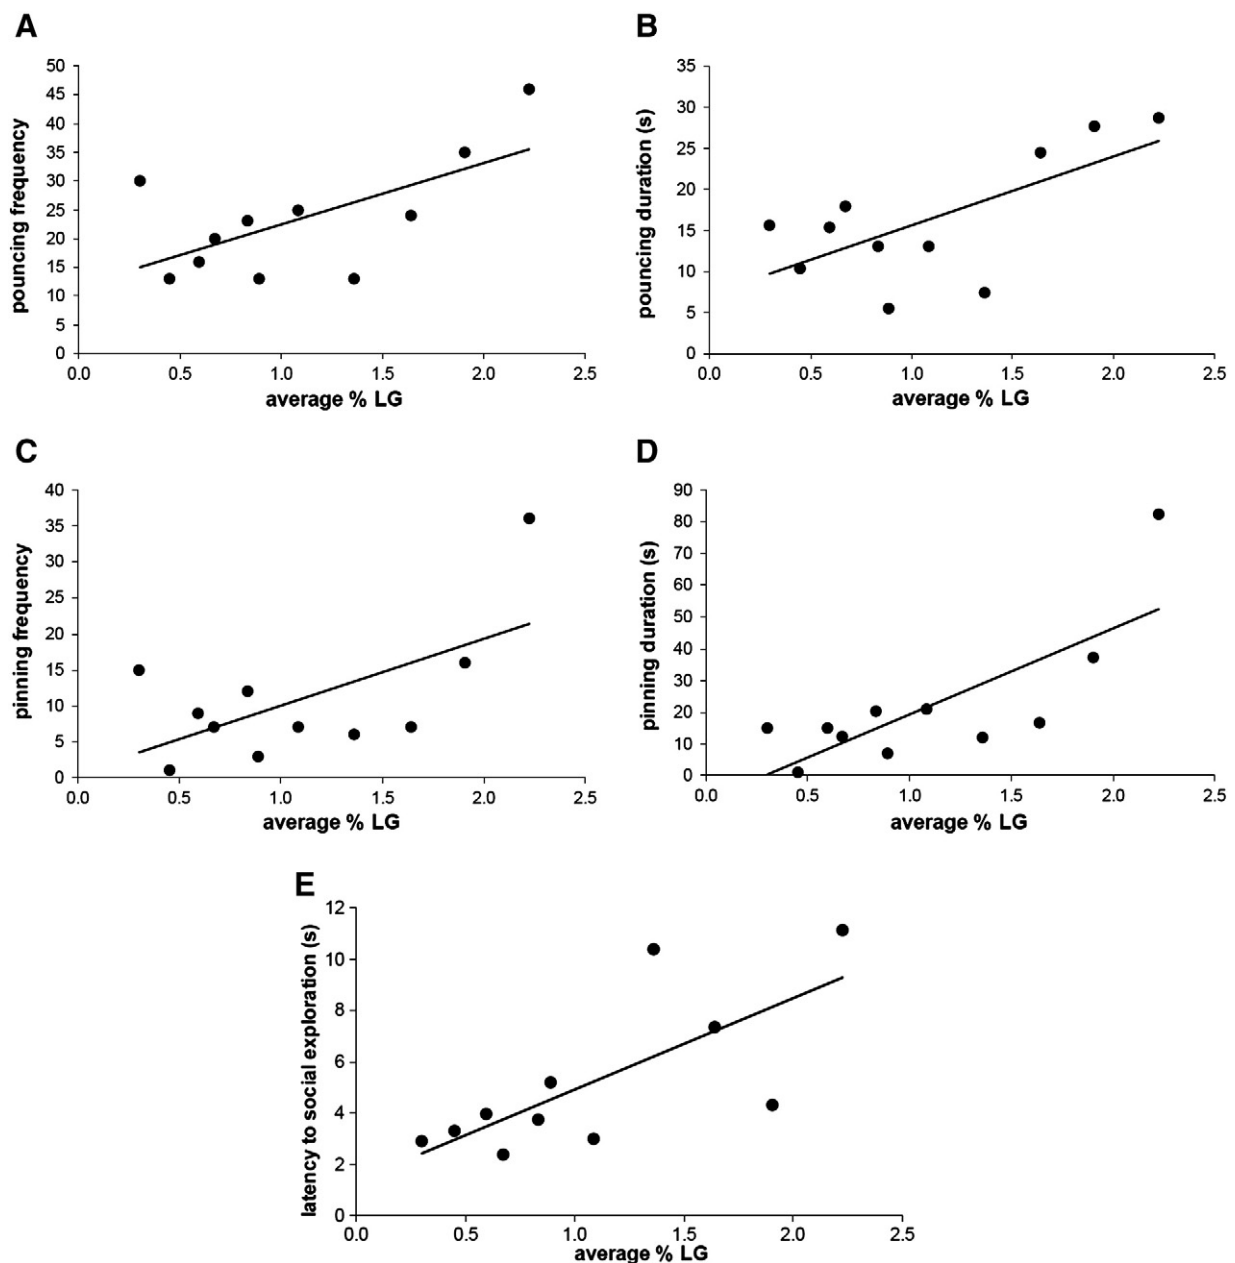 A
pouncing frequency
50
45
40
35
30
25
20
15
10
5
0
0.0 0.5 1.0 1.5 2.0 2.5
average % LG
B
pouncing duration (s)
35
30
25
20
15
10
5
0
0.0 0.5 1.0 1.5 2.0 2.5
average % LG
C
pinning frequency
40
35
30
25
20
15
10
5
0
0.0 0.5 1.0 1.5 2.0 2.5
average % LG
D
pinning duration (s)
90
80
70
60
50
40
30
20
10
0
0.0 0.5 1.0 1.5 2.0 2.5
average % LG
E
latency to social exploration (s)
12
10
8
6
4
2
0
0.0 0.5 1.0 1.5 2.0 2.5
average % LG